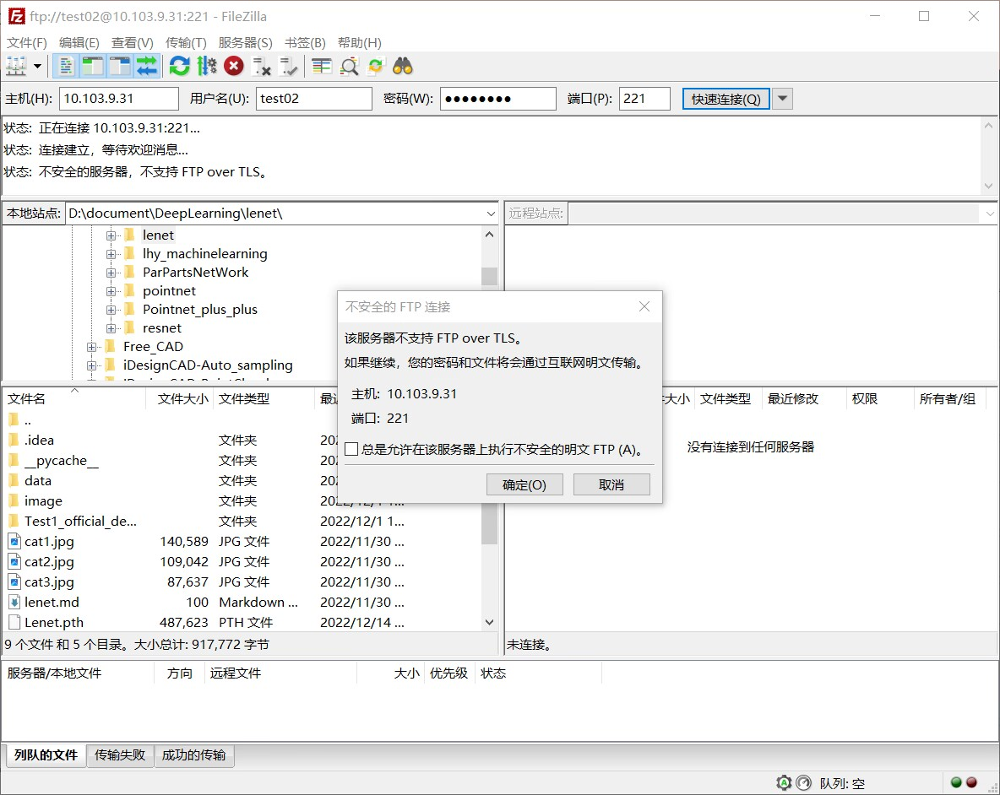 ftp://test02@10.103.9.31:221 - FileZilla
文件(F) 编辑(E) 查看(V) 传输(T) 服务器(S) 书签(B) 帮助(H)
主机(H): 10.103.9.31 用户名(U): test02 密码(W): ●●●●●●●● 端口(P): 221 快速连接(Q)
状态: 正在连接 10.103.9.31:221...
状态: 连接建立，等待欢迎消息...
状态: 不安全的服务器，不支持 FTP over TLS。
本地站点: D:\document\DeepLearning\lenet\
远程站点:
lenet
lhy_machinelearning
ParPartsNetWork
pointnet
Pointnet_plus_plus
resnet
Free_CAD
iDesignCAD-Auto_sampling
不安全的 FTP 连接
该服务器不支持 FTP over TLS。
如果继续，您的密码和文件将会通过互联网明文传输。
主机: 10.103.9.31
端口: 221
总是允许在该服务器上执行不安全的明文 FTP (A)。
确定(O) 取消
文件名 文件大小 文件类型
..
.idea 文件夹
__pycache__ 文件夹
data 文件夹
image 文件夹
Test1_official_de... 文件夹 2022/12/1 1...
cat1.jpg 140,589 JPG 文件 2022/11/30 ...
cat2.jpg 109,042 JPG 文件 2022/11/30 ...
cat3.jpg 87,637 JPG 文件 2022/11/30 ...
lenet.md 100 Markdown ... 2022/11/30 ...
Lenet.pth 487,623 PTH 文件 2022/12/14 ...
9 个文件 和 5 个目录。大小总计: 917,772 字节
大小 文件类型 最近修改 权限 所有者/组
没有连接到任何服务器
未连接。
服务器/本地文件 方向 远程文件 大小 优先级 状态
列队的文件 传输失败 成功的传输
队列: 空